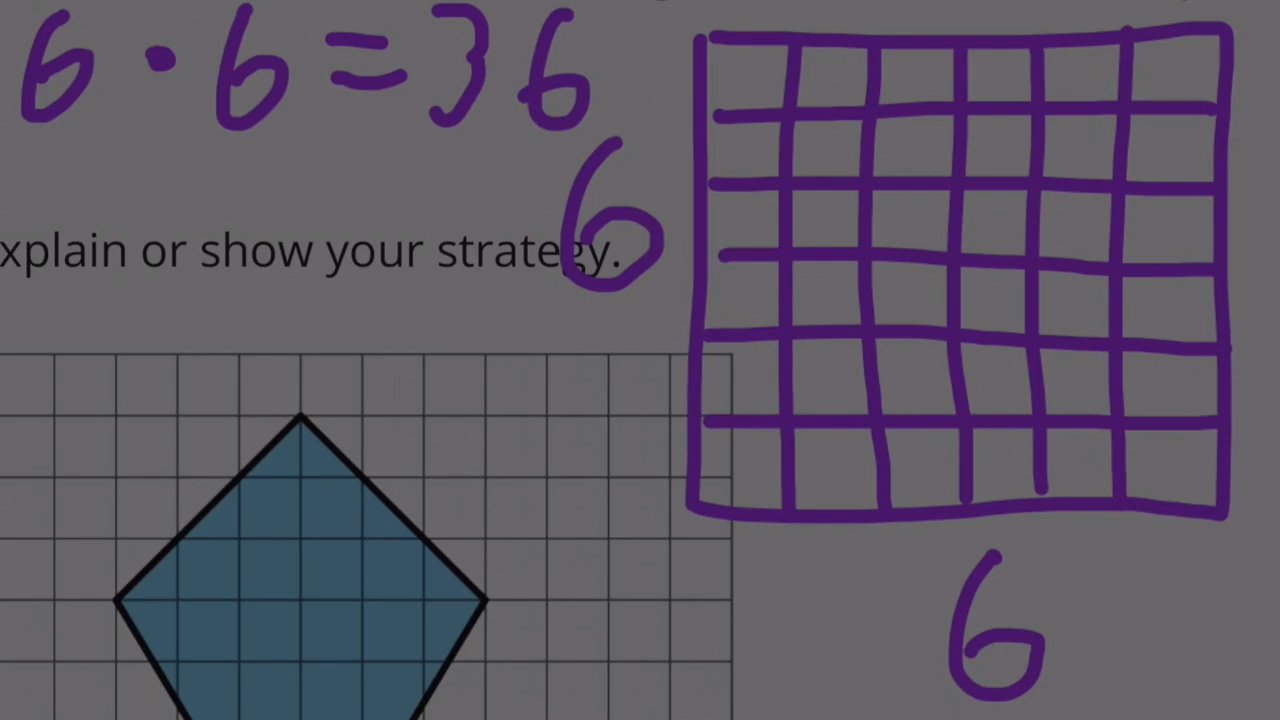 6 · 6 = 36
6
xplain or show your strategy.
6